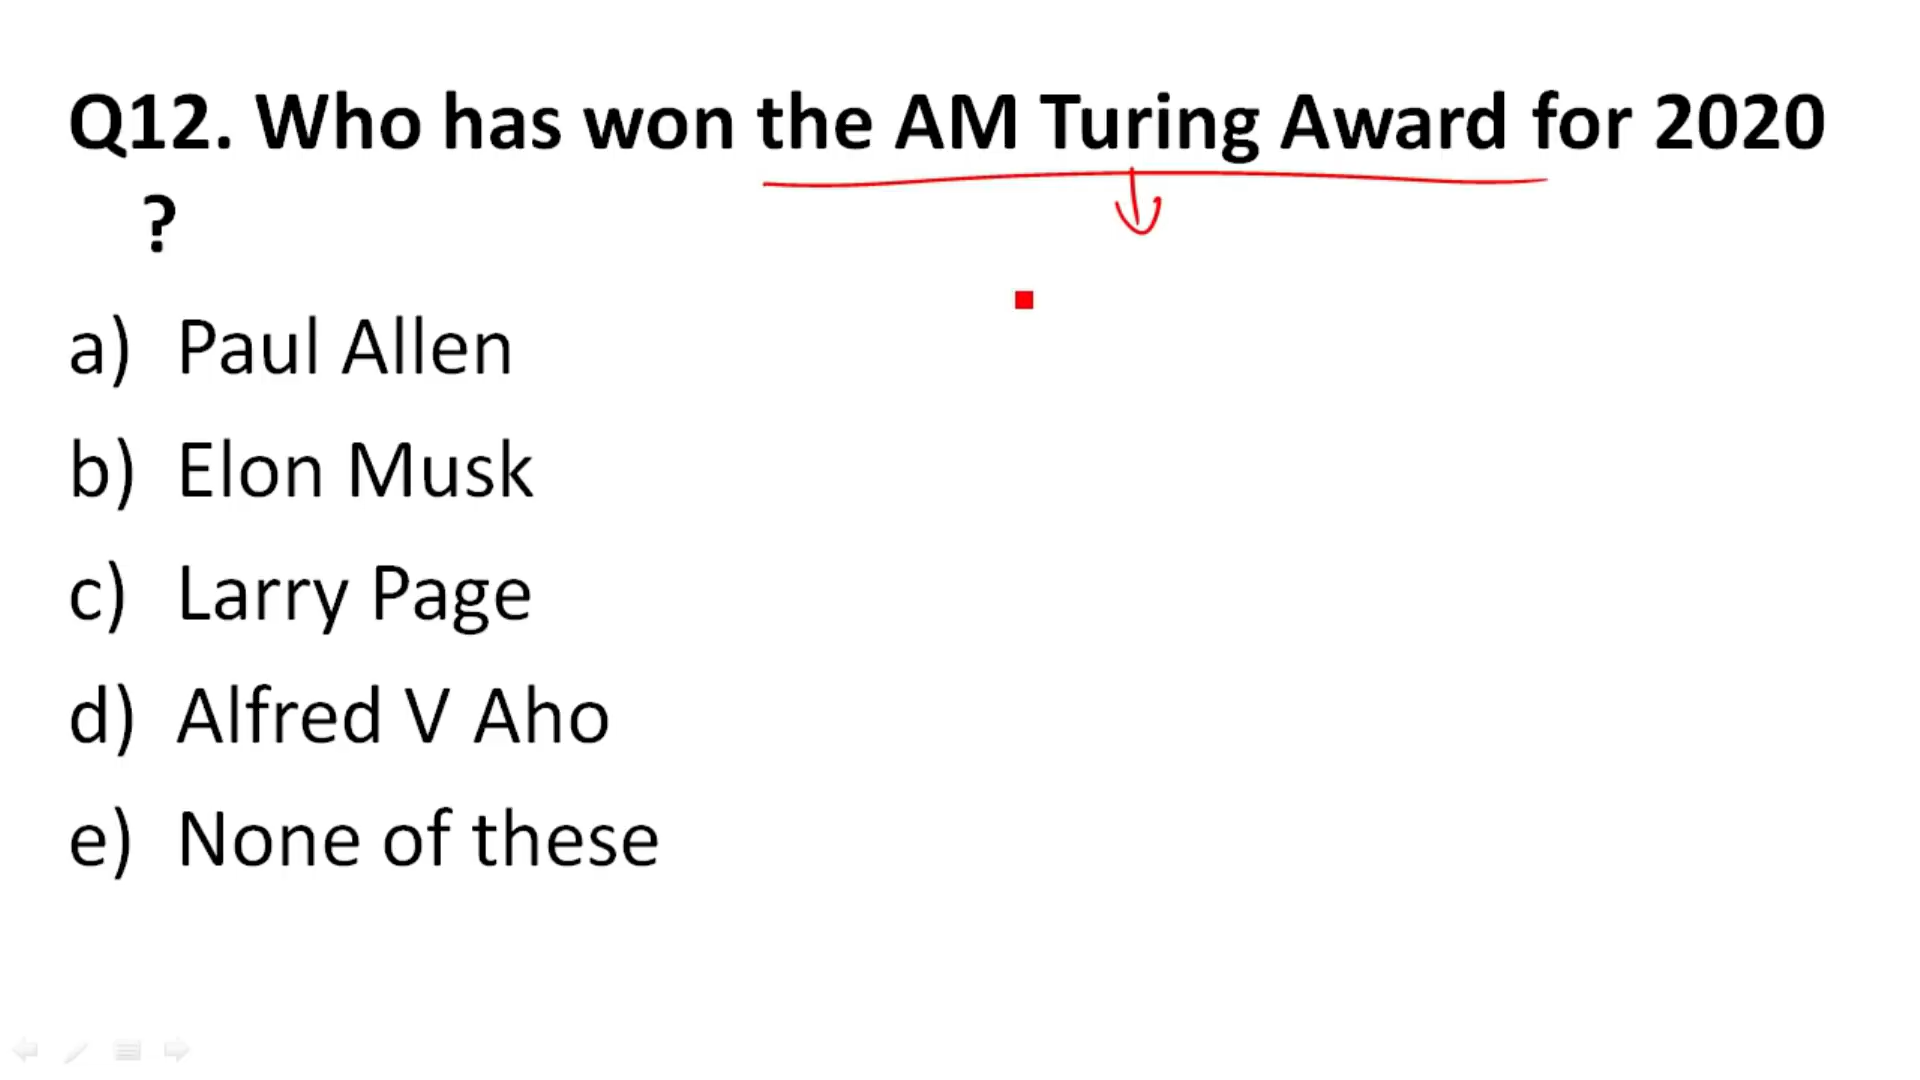 Q12. Who has won the AM Turing Award for 2020
?
a) Paul Allen
b) Elon Musk
c) Larry Page
d) Alfred V Aho
e) None of these